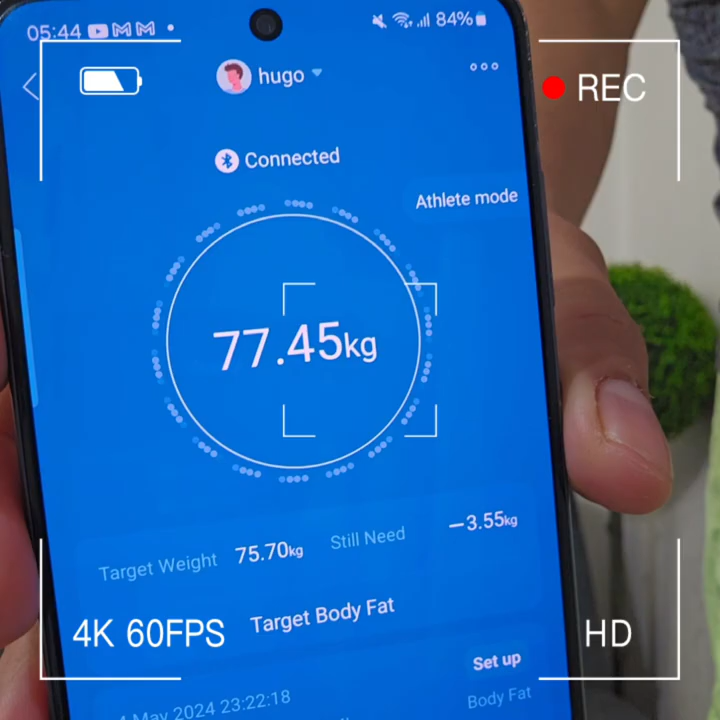 05:44
84%
hugo
REC
Connected
Athlete mode
77.45kg
Target Weight 75.70kg Still Need −3.55kg
4K 60FPS
Target Body Fat
HD
Set up
May 2024 23:22:18
Body Fat